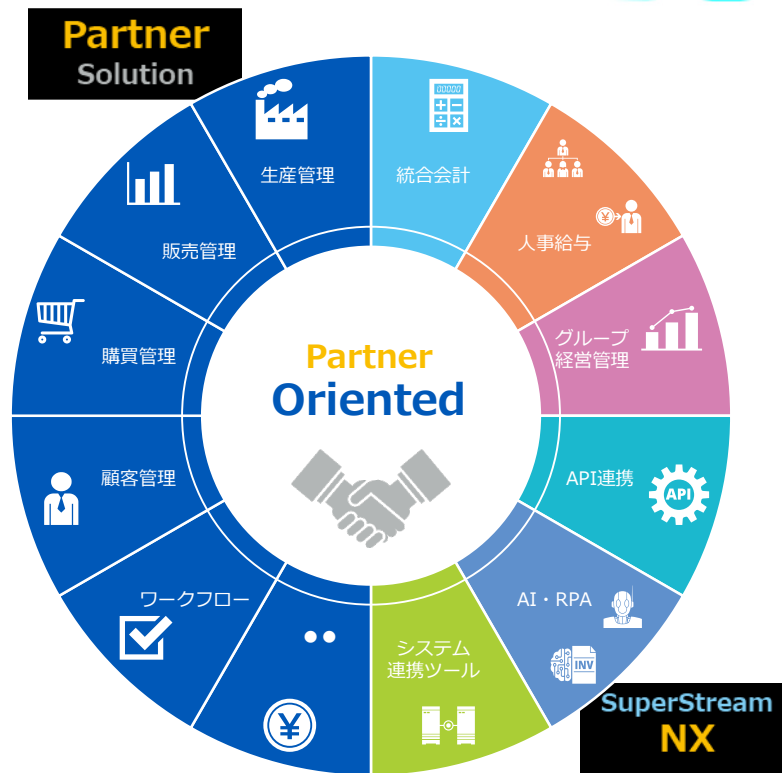 Partner
Solution
生産管理
統合会計
00000
人事給与
販売管理
グループ
経営管理
購買管理
Partner
Oriented
顧客管理
API連携
API
ワークフロー
AI・RPA
INV
システム
連携ツール
SuperStream
NX